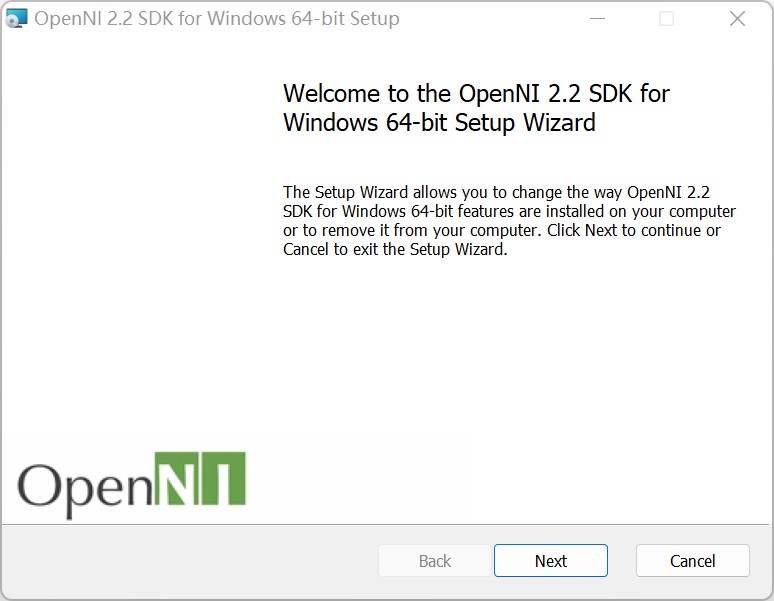 OpenNI 2.2 SDK for Windows 64-bit Setup
Welcome to the OpenNI 2.2 SDK for
Windows 64-bit Setup Wizard
The Setup Wizard allows you to change the way OpenNI 2.2
SDK for Windows 64-bit features are installed on your computer
or to remove it from your computer. Click Next to continue or
Cancel to exit the Setup Wizard.
OpenNI
Back Next Cancel